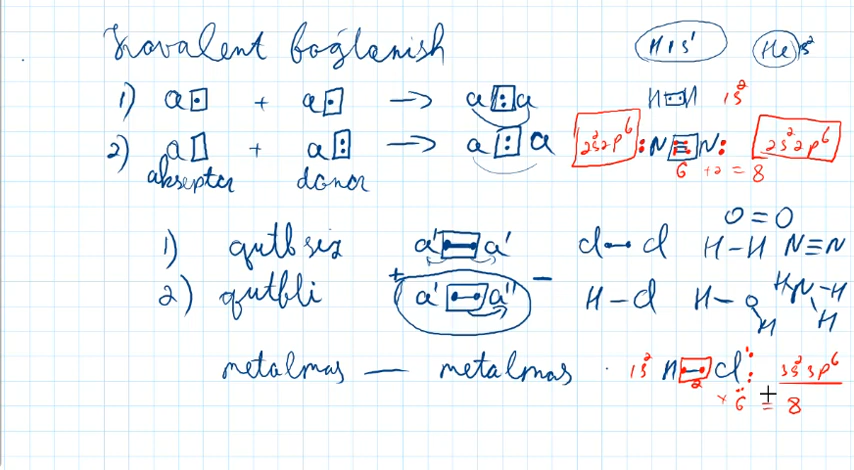 Kovalent bog'lanish H 1s¹ He 1s²
1) a· + a· → a:a H–H 1s²
2) a + a: → a : a 2s²2p⁶ :N≡N: 2s²2p⁶
akseptor donor 6 +2 = 8
O=O
1) qutbsiz a' — a' Cl–Cl H–H N≡N
2) qutbli + a' — a'' − H–Cl H–O H N–H
H H
metalmas — metalmas 1s² H – Cl: 3s²3p⁶
2 + 6 = 8